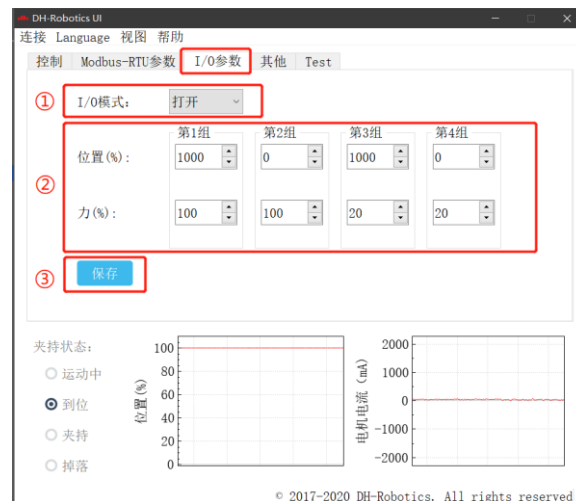 DH-Robotics UI
连接 Language 视图 帮助
控制 Modbus-RTU参数 I/O参数 其他 Test
① I/O模式： 打开
第1组 第2组 第3组 第4组
② 位置(%): 1000 0 1000 0
力(%): 100 100 20 20
③ 保存
夹持状态:
运动中
到位
夹持
掉落
位置(%)
100
80
60
40
20
0
电机电流 (mA)
2000
1000
0
-1000
-2000
© 2017-2020 DH-Robotics. All rights reserved